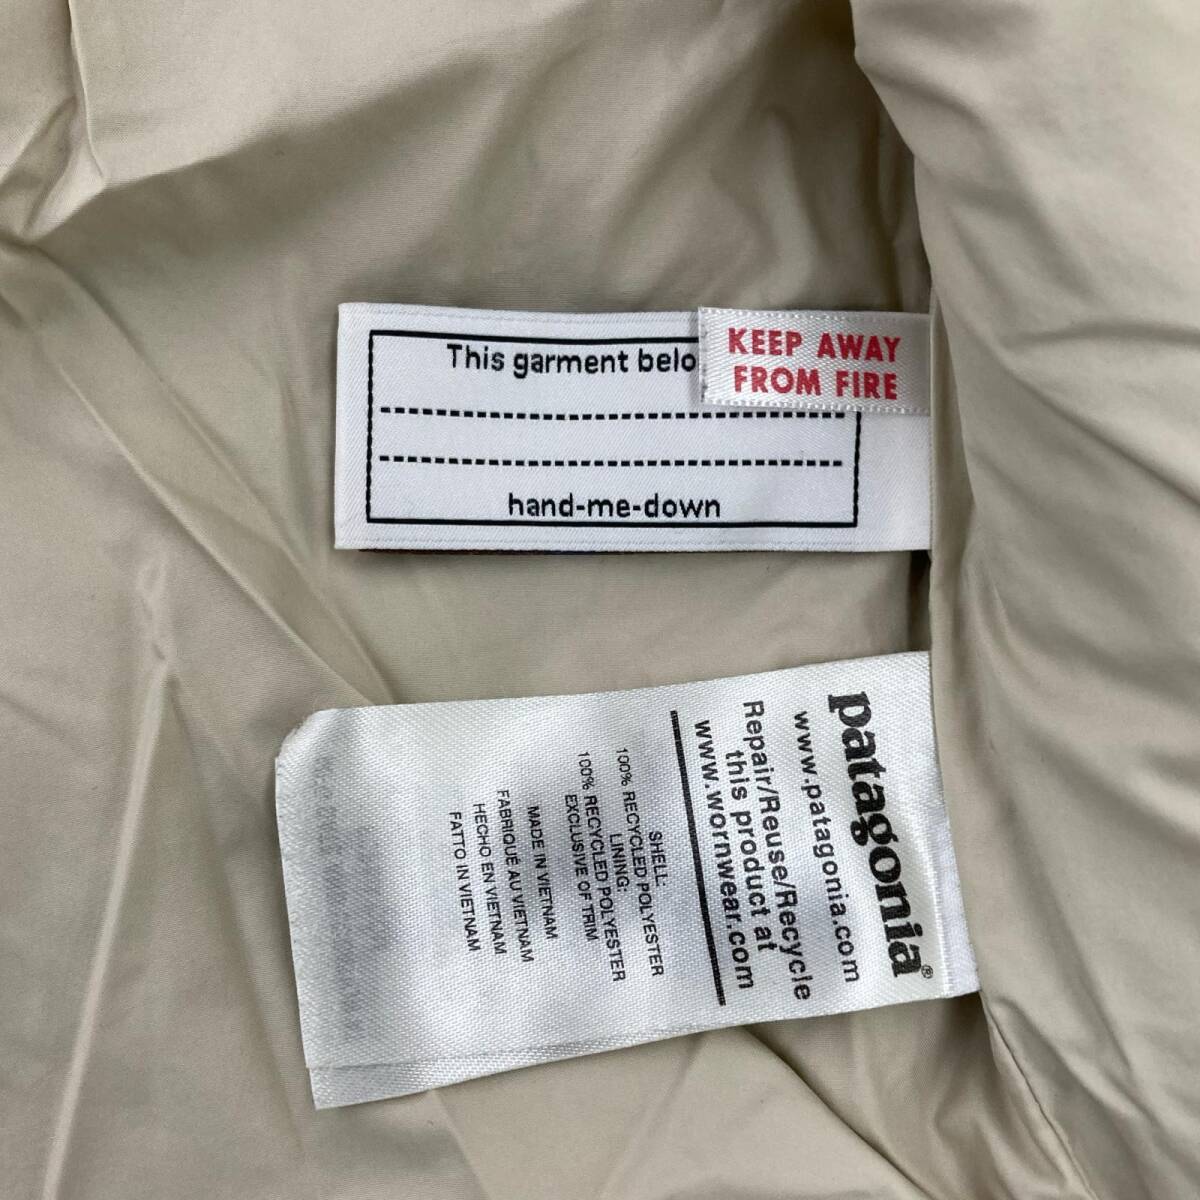 This garment belo
KEEP AWAY
FROM FIRE
hand-me-down
patagonia®
www.patagonia.com
Repair/Reuse/Recycle
this product at
www.wornwear.com
SHELL:
100% RECYCLED POLYESTER
LINING:
100% RECYCLED POLYESTER
EXCLUSIVE OF TRIM
MADE IN VIETNAM
FABRIQUÉ AU VIETNAM
HECHO EN VIETNAM
FATTO IN VIETNAM